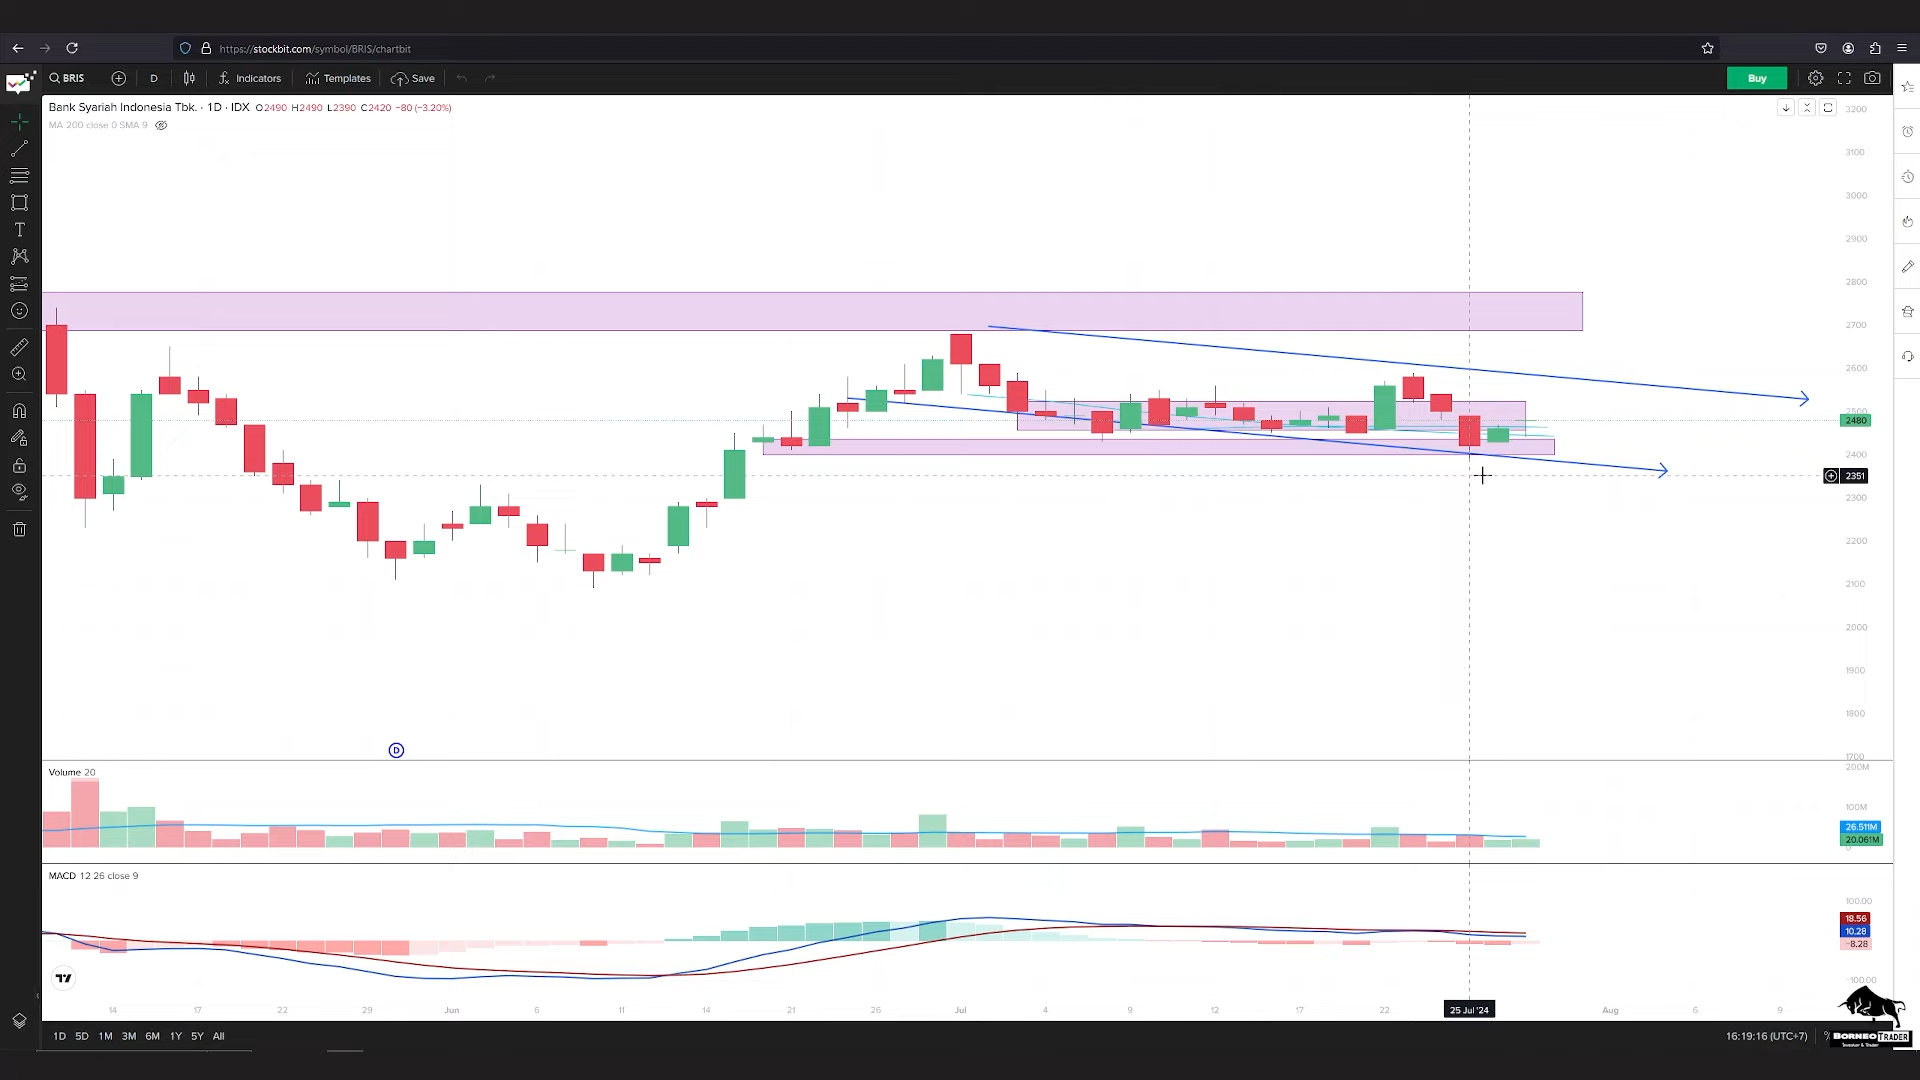 https://stockbit.com/symbol/BRIS/chartbit
BRIS
D
Indicators
Templates
Save
Buy
Bank Syariah Indonesia Tbk. · 1D · IDX O2490 H2490 L2390 C2420 −80 (−3.20%)
MA 200 close 0 SMA 9
3200
3100
3000
2900
2800
2700
2600
2500
2480
2400
2351
2300
2200
2100
2000
1900
1800
1700
D
Volume 20
200M
100M
26.511M
20.061M
0
MACD 12 26 close 9
100.00
18.56
10.28
−8.28
−100.00
14 17 22 29 Jun 6 11 14 21 26 Jul 4 9 12 17 22 25 Jul '24 Aug 6 9
1D 5D 1M 3M 6M 1Y 5Y All
16:19:16 (UTC+7)
%
BORNEO TRADER
Investor & Trader